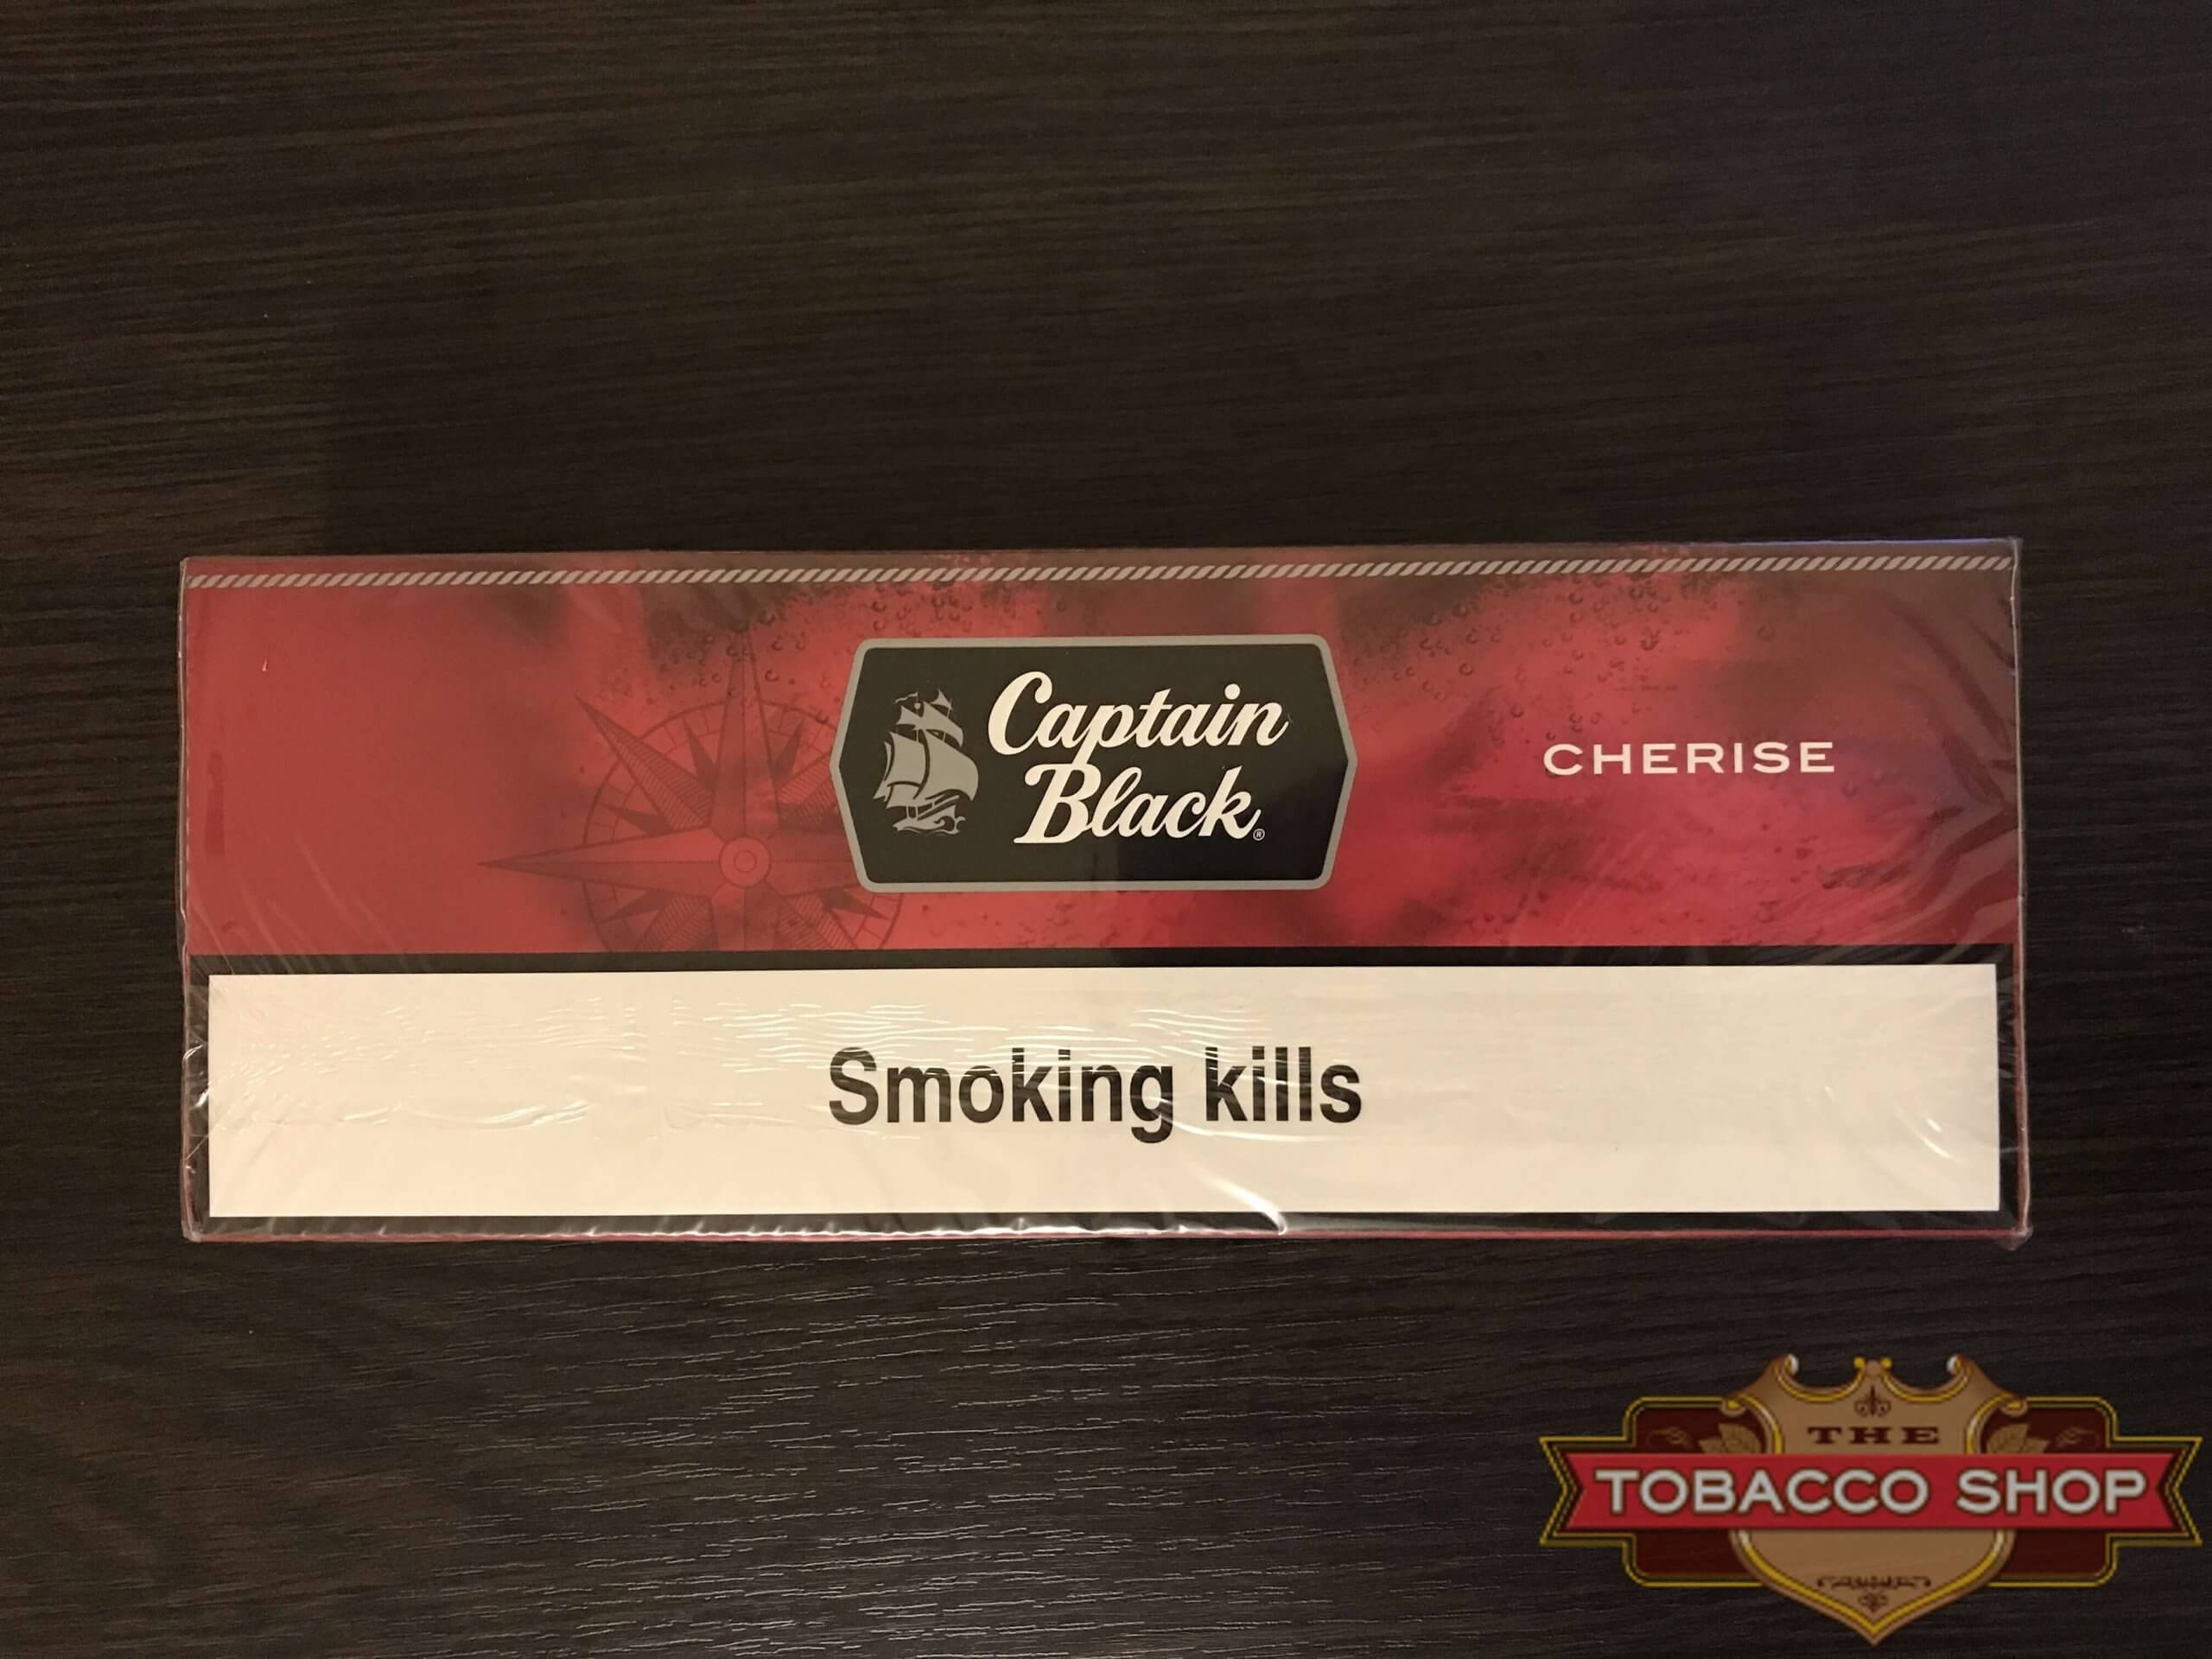 Captain
Black®
CHERISE
Smoking kills
THE
TOBACCO SHOP